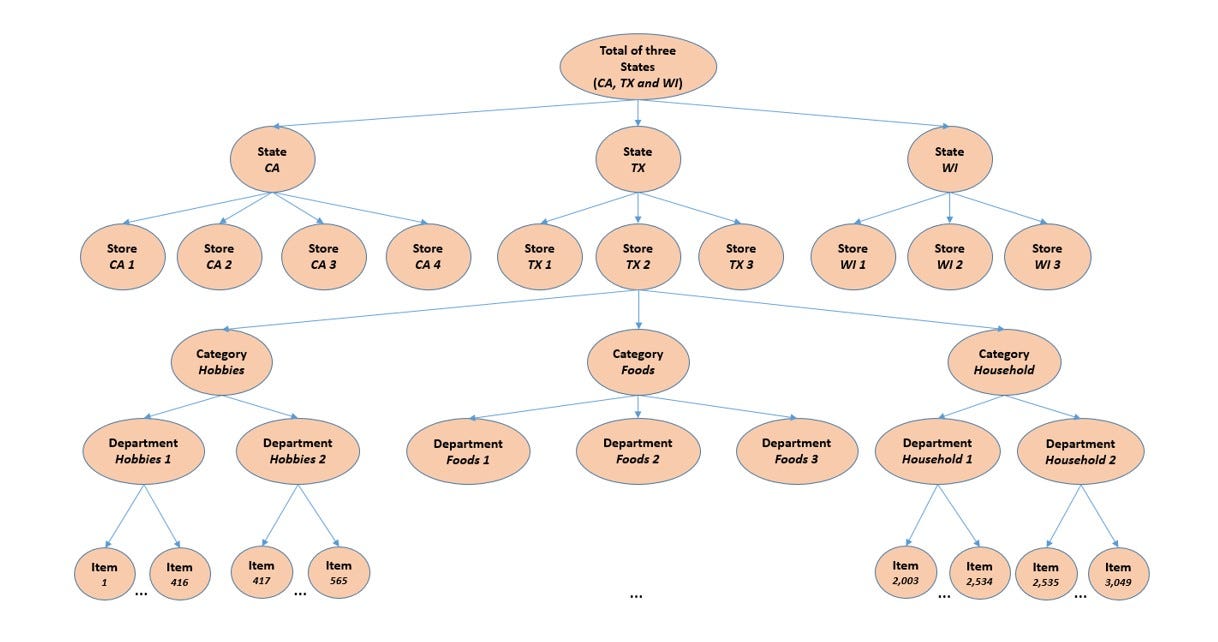 Total of three
States
(CA, TX and WI)
State
CA
State
TX
State
WI
Store
CA 1
Store
CA 2
Store
CA 3
Store
CA 4
Store
TX 1
Store
TX 2
Store
TX 3
Store
WI 1
Store
WI 2
Store
WI 3
Category
Hobbies
Category
Foods
Category
Household
Department
Hobbies 1
Department
Hobbies 2
Department
Foods 1
Department
Foods 2
Department
Foods 3
Department
Household 1
Department
Household 2
Item
1
...
Item
416
Item
417
...
Item
565
...
Item
2,003
...
Item
2,534
Item
2,535
...
Item
3,049